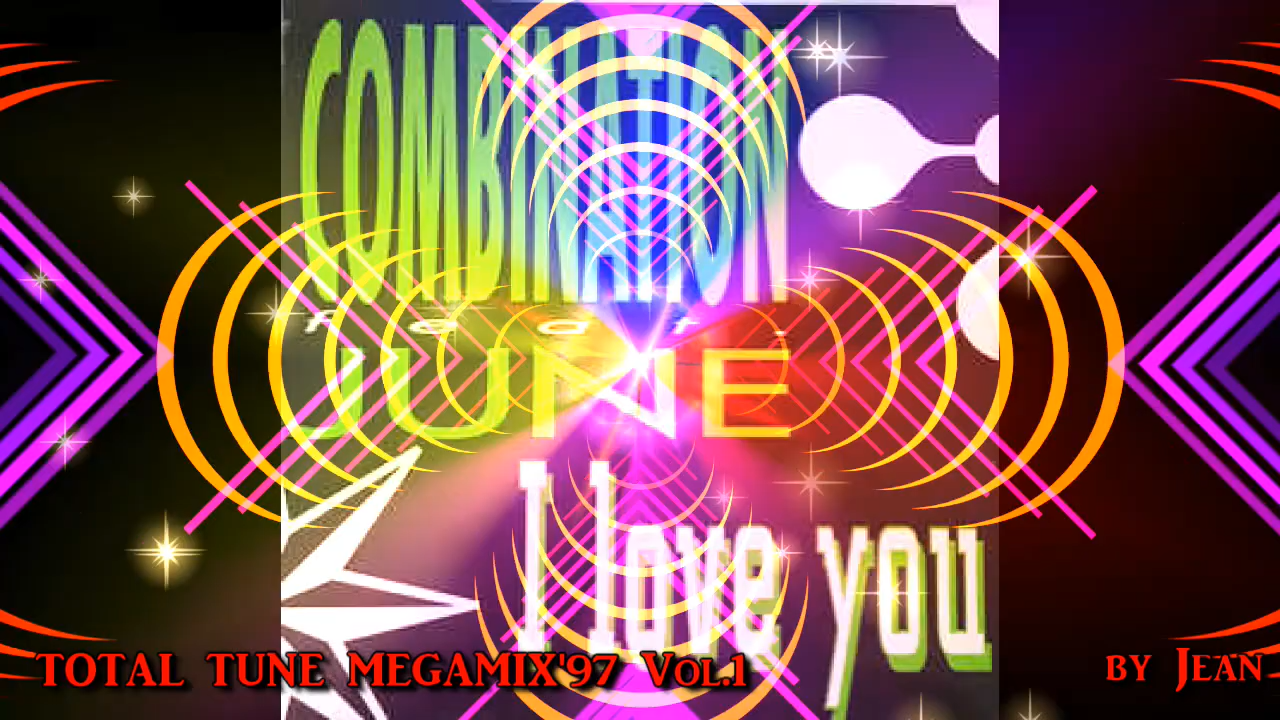 COMBINATION
feat.
JUNE
I love you
TOTAL TUNE MEGAMIX'97 VOL.1
BY JEAN